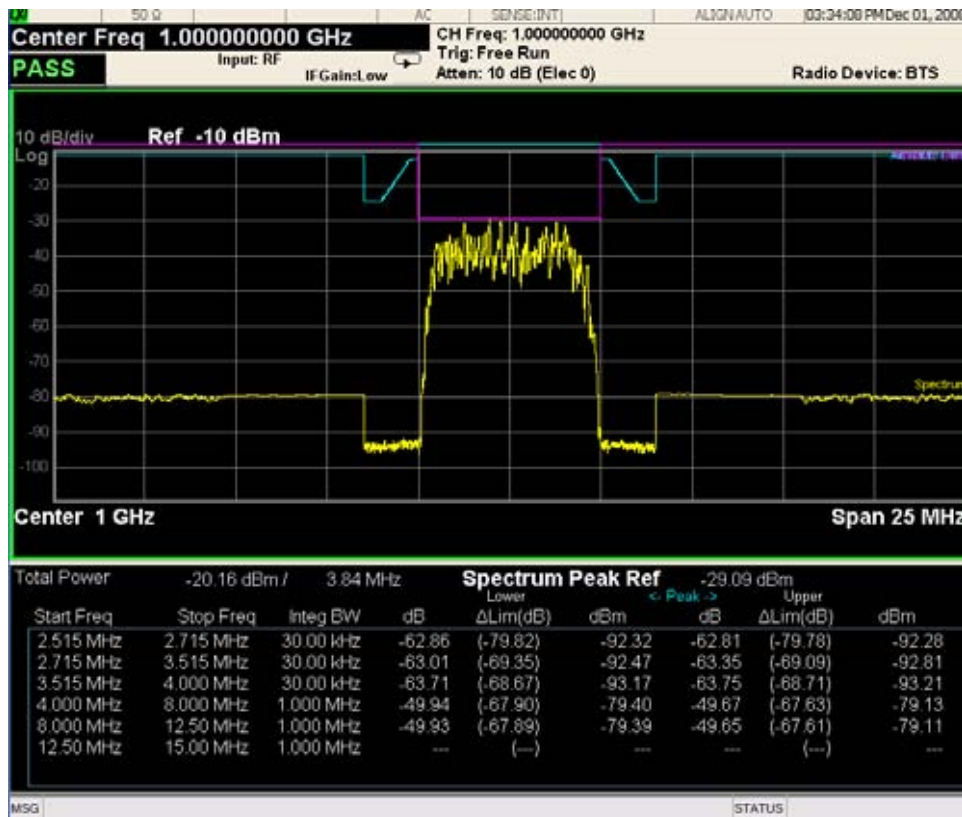 50 Ω AC SENSE:INT ALIGN AUTO 03:34:08 PM Dec 01, 200
Center Freq 1.000000000 GHz CH Freq: 1.000000000 GHz
Input: RF Trig: Free Run
PASS IFGain:Low Atten: 10 dB (Elec 0) Radio Device: BTS
10 dB/div Ref -10 dBm
Log
-20
-30
-40
-50
-60
-70
Spectrum
-80
-90
-100
Center 1 GHz Span 25 MHz
Total Power -20.16 dBm / 3.84 MHz Spectrum Peak Ref -29.09 dBm
Lower <- Peak -> Upper
Start Freq Stop Freq Integ BW dB ΔLim(dB) dBm dB ΔLim(dB) dBm
2.515 MHz 2.715 MHz 30.00 kHz -62.86 (-79.82) -92.32 -62.81 (-79.78) -92.28
2.715 MHz 3.515 MHz 30.00 kHz -63.01 (-69.35) -92.47 -63.35 (-69.09) -92.81
3.515 MHz 4.000 MHz 30.00 kHz -63.71 (-68.67) -93.17 -63.75 (-68.71) -93.21
4.000 MHz 8.000 MHz 1.000 MHz -49.94 (-67.90) -79.40 -49.67 (-67.63) -79.13
8.000 MHz 12.50 MHz 1.000 MHz -49.93 (-67.89) -79.39 -49.65 (-67.61) -79.11
12.50 MHz 15.00 MHz 1.000 MHz --- (---) --- --- (---) ---
MSG STATUS